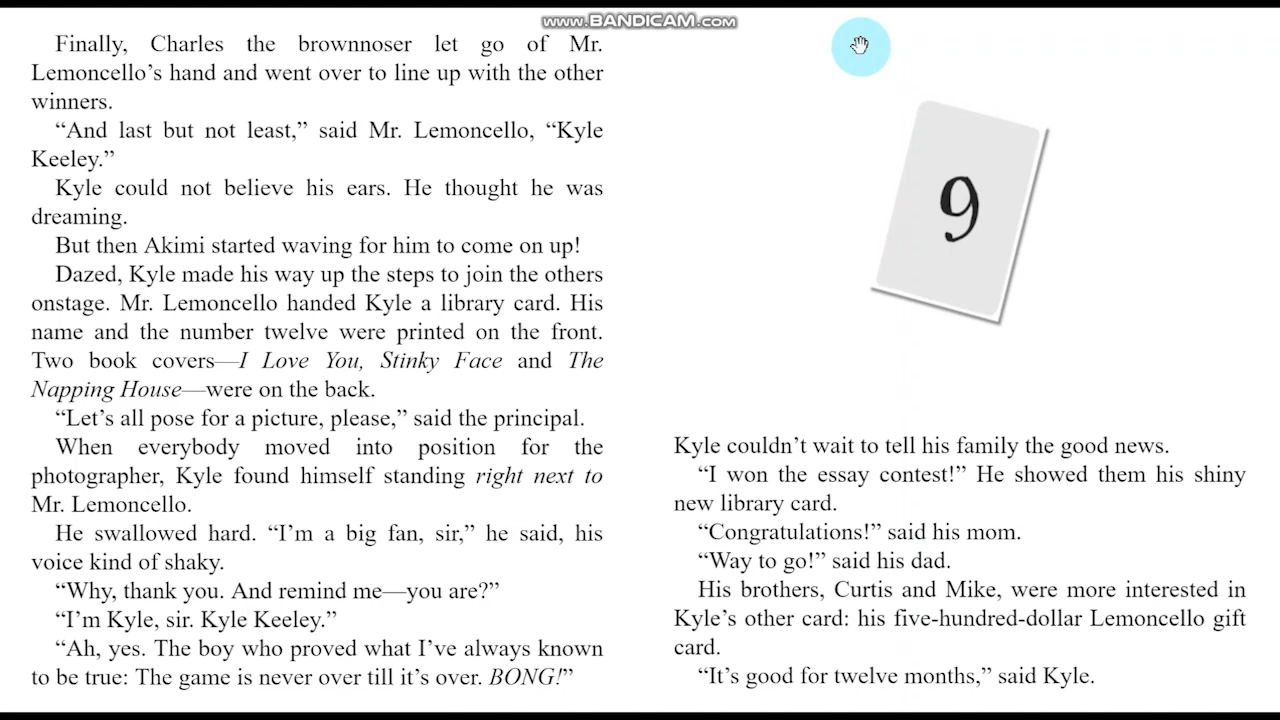 www.BANDICAM.com
Finally, Charles the brownnoser let go of Mr.
Lemoncello’s hand and went over to line up with the other
winners.
“And last but not least,” said Mr. Lemoncello, “Kyle
Keeley.”
Kyle could not believe his ears. He thought he was
dreaming.
But then Akimi started waving for him to come on up!
Dazed, Kyle made his way up the steps to join the others
onstage. Mr. Lemoncello handed Kyle a library card. His
name and the number twelve were printed on the front.
Two book covers—I Love You, Stinky Face and The
Napping House—were on the back.
“Let’s all pose for a picture, please,” said the principal.
When everybody moved into position for the
photographer, Kyle found himself standing right next to
Mr. Lemoncello.
He swallowed hard. “I’m a big fan, sir,” he said, his
voice kind of shaky.
“Why, thank you. And remind me—you are?”
“I’m Kyle, sir. Kyle Keeley.”
“Ah, yes. The boy who proved what I’ve always known
to be true: The game is never over till it’s over. BONG!”
9
Kyle couldn’t wait to tell his family the good news.
“I won the essay contest!” He showed them his shiny
new library card.
“Congratulations!” said his mom.
“Way to go!” said his dad.
His brothers, Curtis and Mike, were more interested in
Kyle’s other card: his five-hundred-dollar Lemoncello gift
card.
“It’s good for twelve months,” said Kyle.